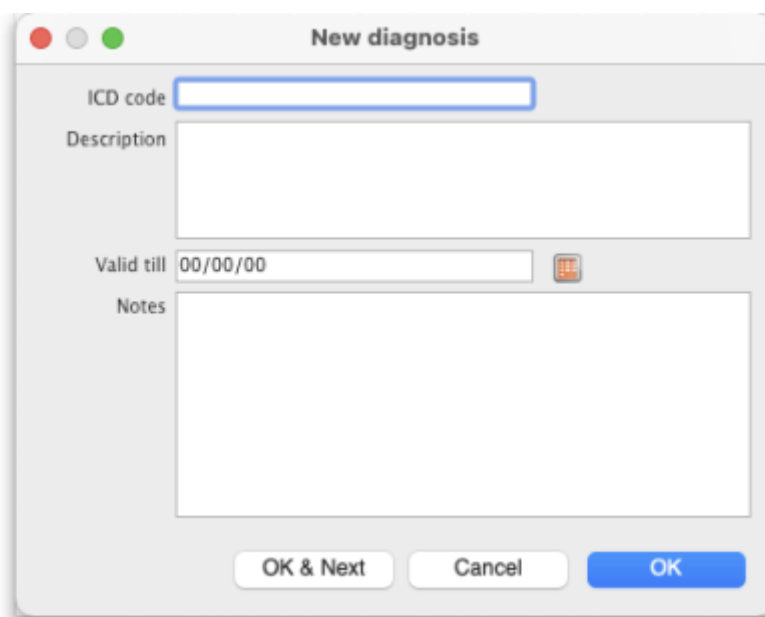 New diagnosis
ICD code
Description
Valid till 00/00/00
Notes
OK & Next Cancel OK